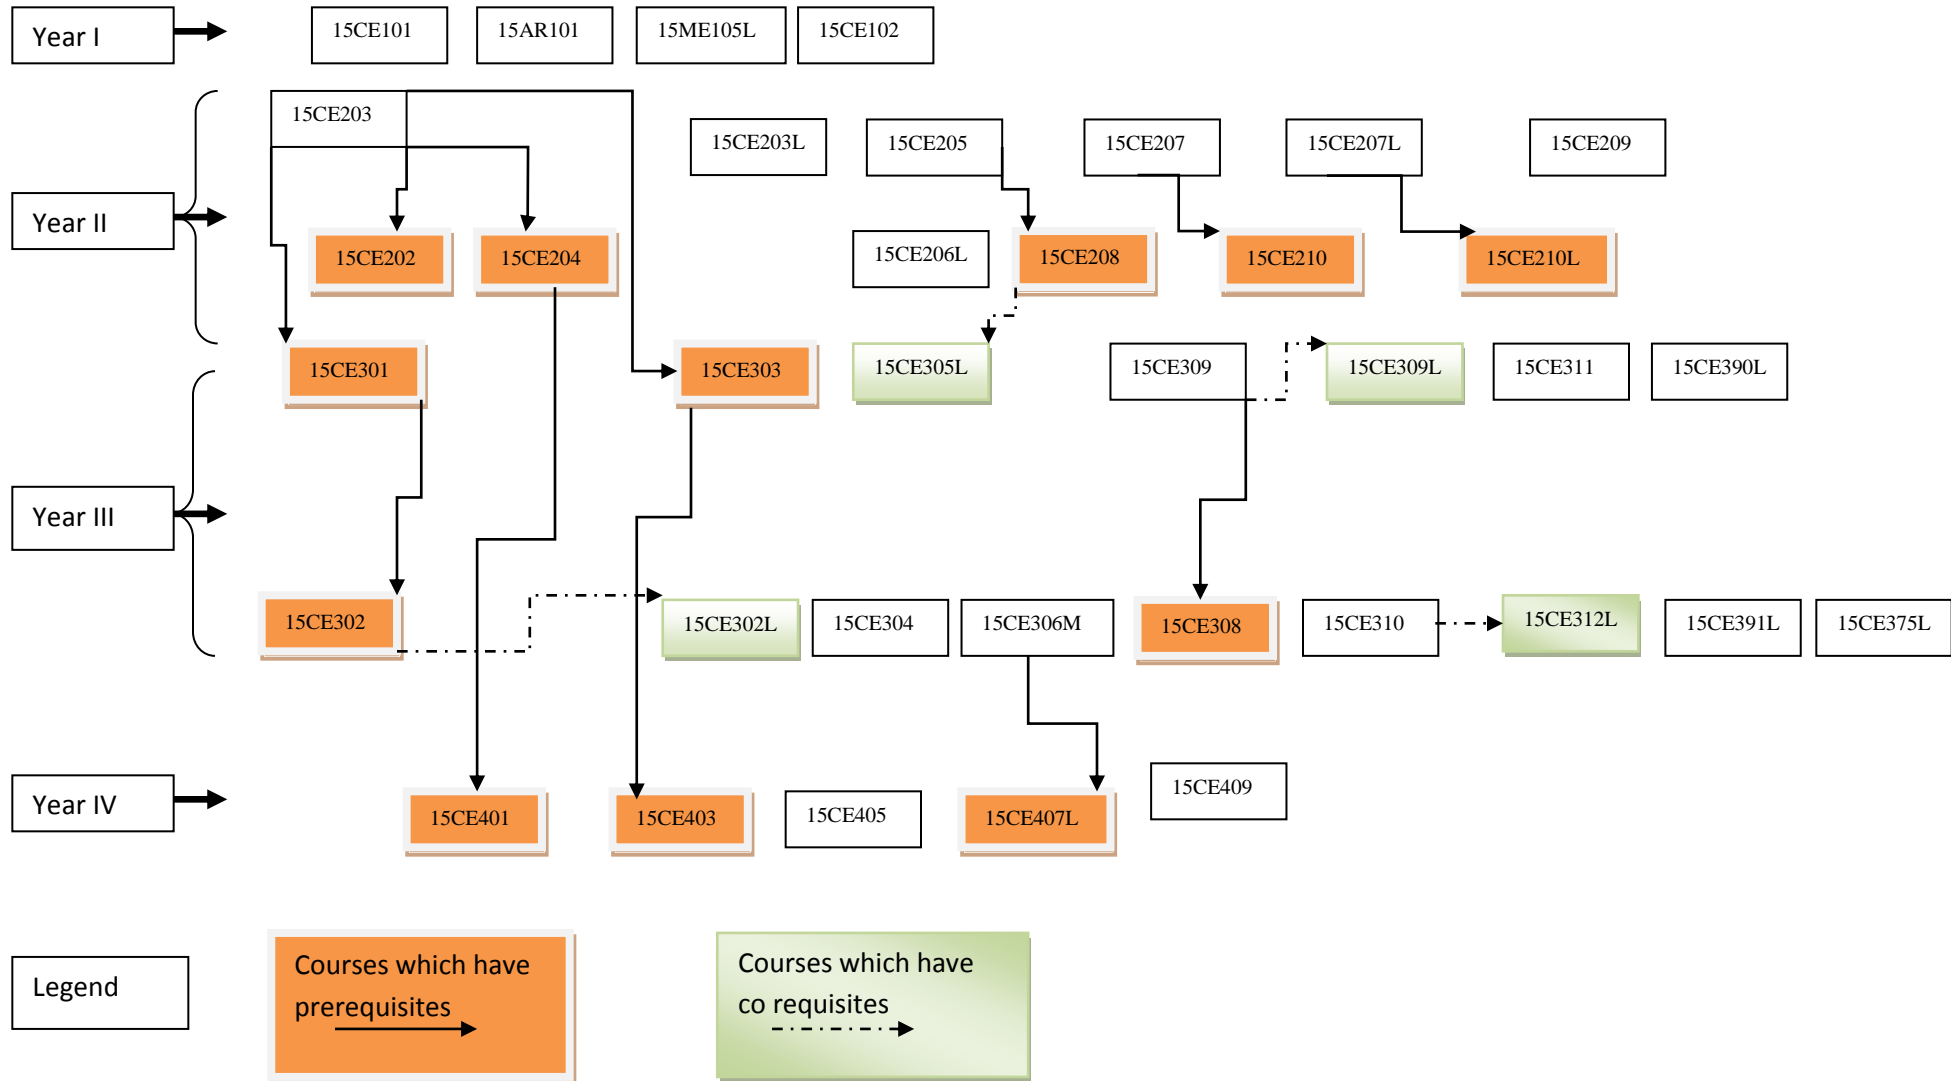 Year I
15CE101
15AR101
15ME105L
15CE102
15CE203
15CE203L
15CE205
15CE207
15CE207L
15CE209
Year II
15CE202
15CE204
15CE206L
15CE208
15CE210
15CE210L
15CE301
15CE303
15CE305L
15CE309
15CE309L
15CE311
15CE390L
Year III
15CE302
15CE302L
15CE304
15CE306M
15CE308
15CE310
15CE312L
15CE391L
15CE375L
Year IV
15CE401
15CE403
15CE405
15CE407L
15CE409
Legend
Courses which have
prerequisites
Courses which have
co requisites